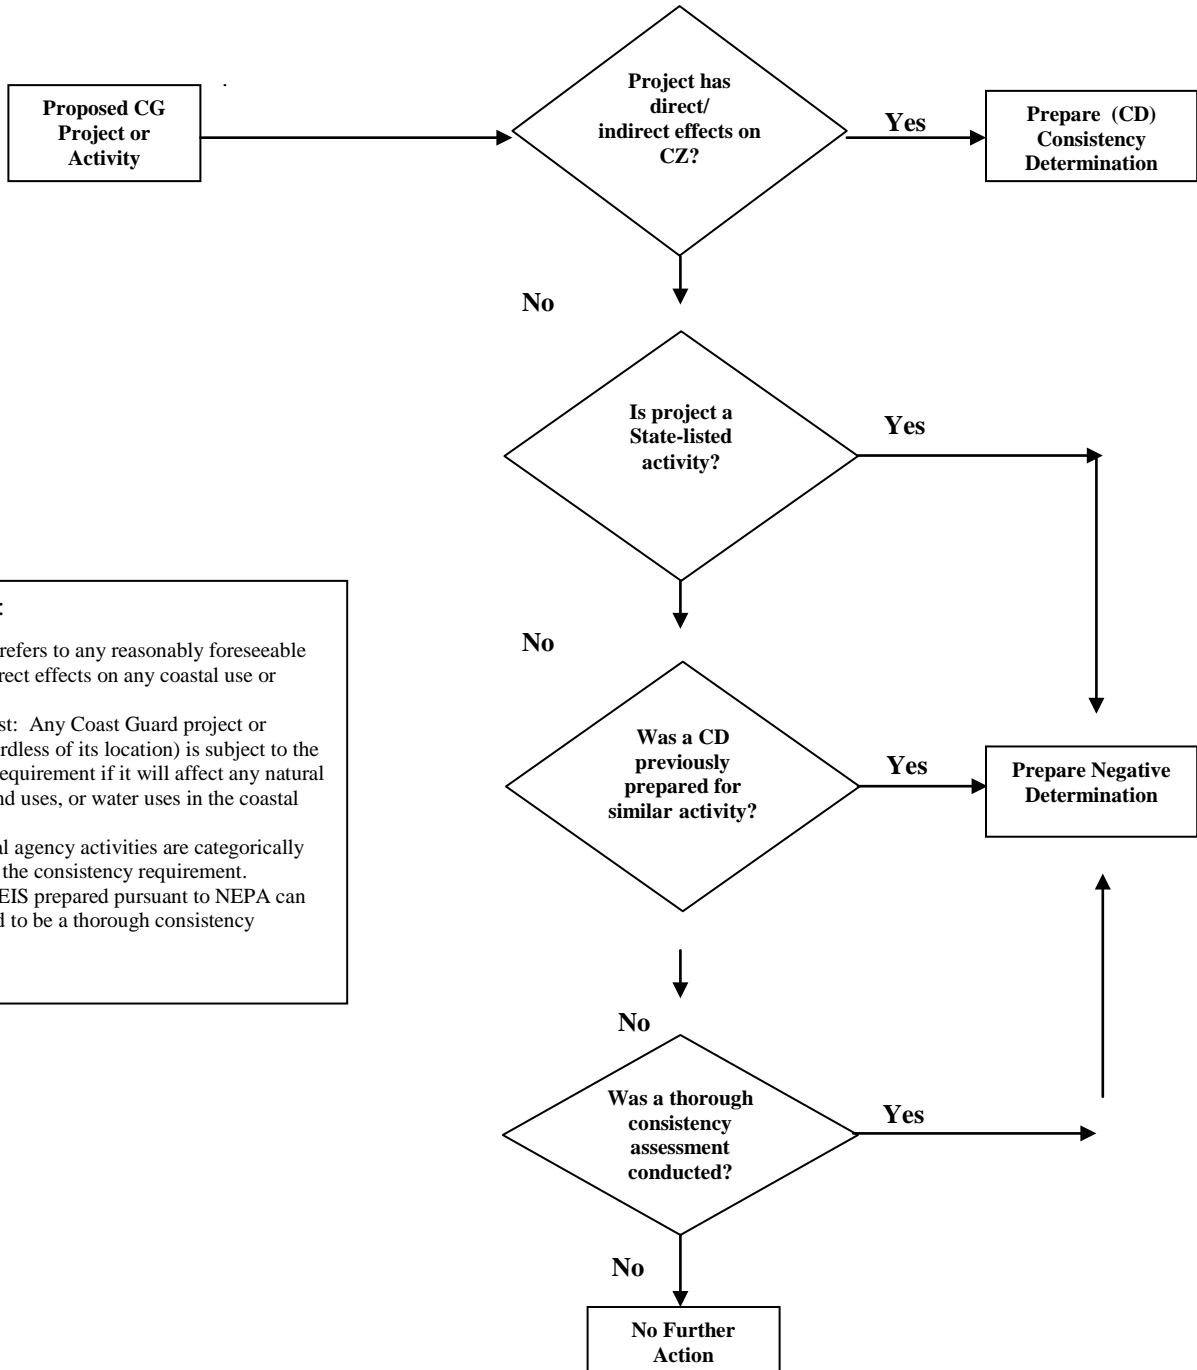 Project has
direct/
indirect effects on
CZ?
Proposed CG
Project or
Activity
Yes
Prepare (CD)
Consistency
Determination
No
Is project a
State-listed
activity?
Yes
No
Was a CD
previously
prepared for
similar activity?
Yes
Prepare Negative
Determination
No
Was a thorough
consistency
assessment
conducted?
Yes
No
No Further
Action
:
refers to any reasonably foreseeable
rect effects on any coastal use or
st: Any Coast Guard project or
rdless of its location) is subject to the
equirement if it will affect any natural
nd uses, or water uses in the coastal
al agency activities are categorically
the consistency requirement.
EIS prepared pursuant to NEPA can
d to be a thorough consistency